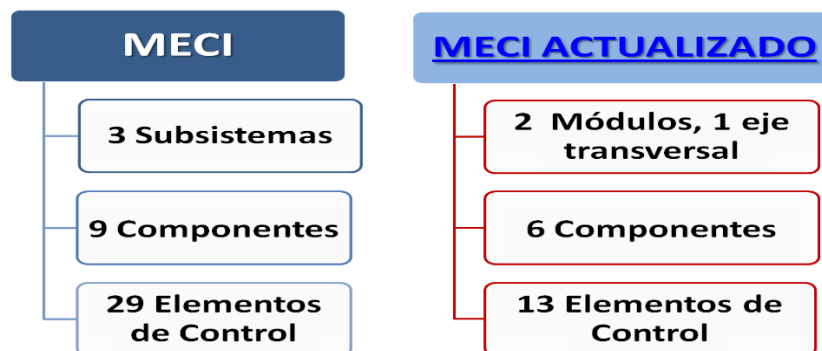 MECI
3 Subsistemas
9 Componentes
29 Elementos
de Control
MECI ACTUALIZADO
2 Módulos, 1 eje
transversal
6 Componentes
13 Elementos de
Control